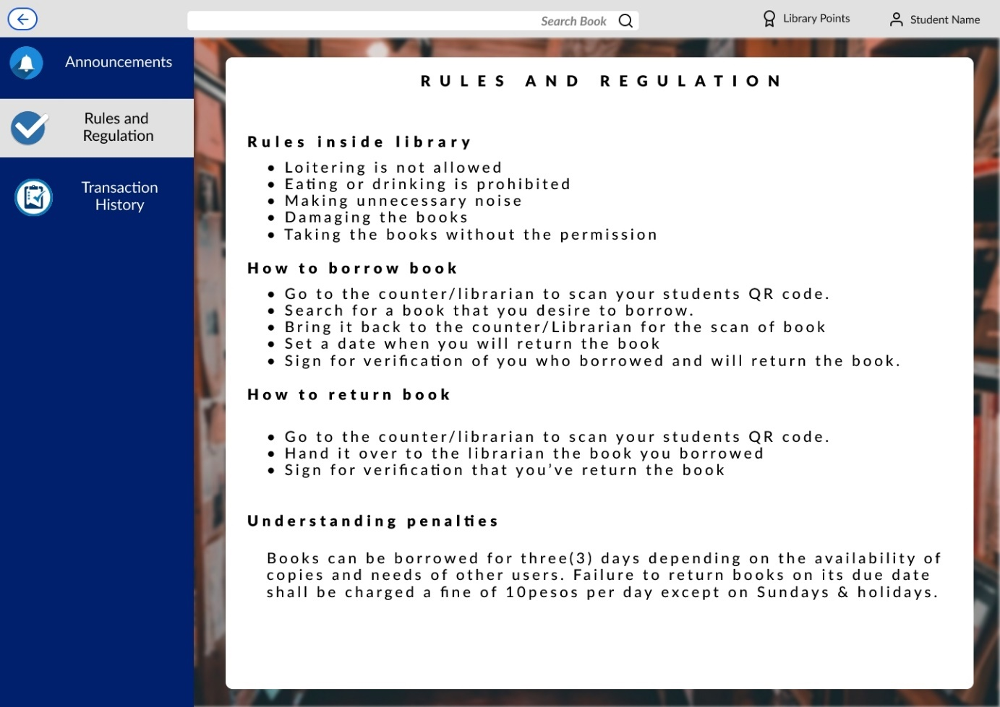 Search Book
Library Points
Student Name
Announcements
Rules and
Regulation
Transaction
History
RULES AND REGULATION
Rules inside library
• Loitering is not allowed
• Eating or drinking is prohibited
• Making unnecessary noise
• Damaging the books
• Taking the books without the permission
How to borrow book
• Go to the counter/librarian to scan your students QR code.
• Search for a book that you desire to borrow.
• Bring it back to the counter/Librarian for the scan of book
• Set a date when you will return the book
• Sign for verification of you who borrowed and will return the book.
How to return book
• Go to the counter/librarian to scan your students QR code.
• Hand it over to the librarian the book you borrowed
• Sign for verification that you’ve return the book
Understanding penalties
Books can be borrowed for three(3) days depending on the availability of
copies and needs of other users. Failure to return books on its due date
shall be charged a fine of 10pesos per day except on Sundays & holidays.